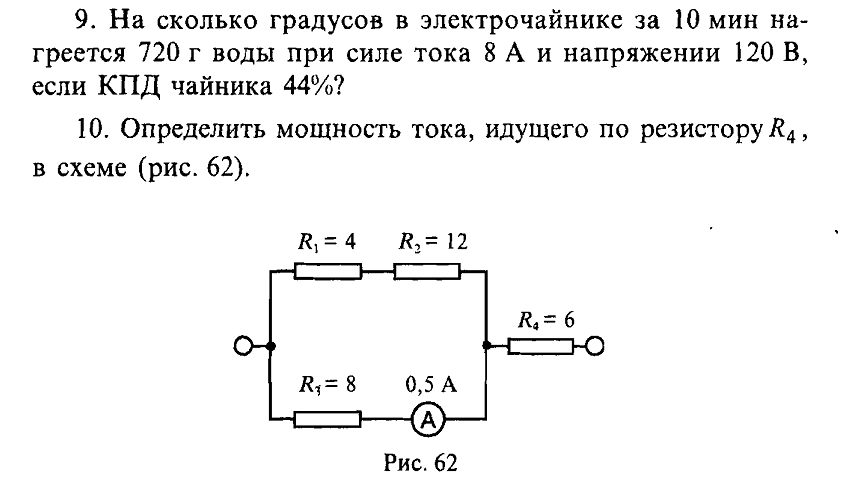 9. На сколько градусов в электрочайнике за 10 мин на-
греется 720 г воды при силе тока 8 А и напряжении 120 В,
если КПД чайника 44%?
10. Определить мощность тока, идущего по резистору R₄,
в схеме (рис. 62).
R₁ = 4 R₂ = 12
R₄ = 6
R₃ = 8 0,5 А
А
Рис. 62